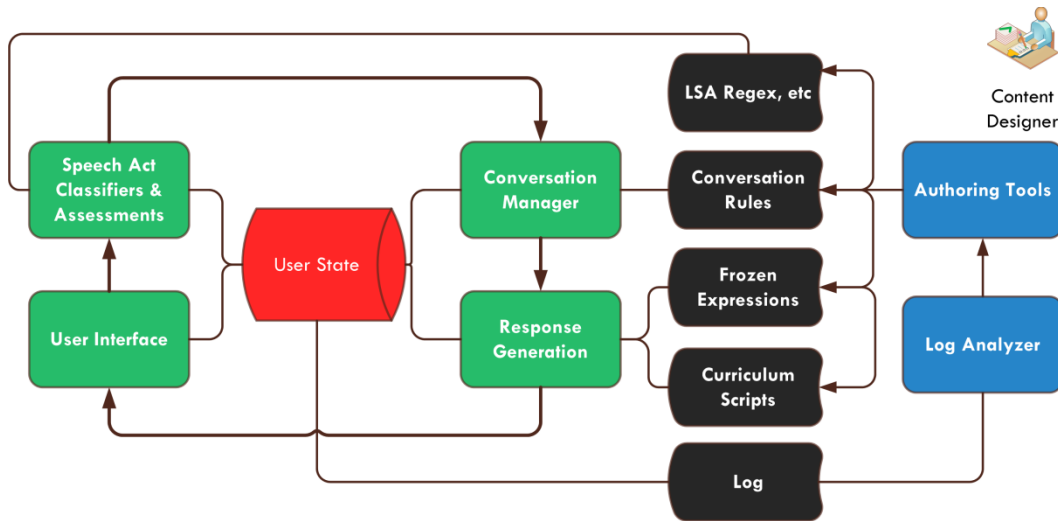 LSA Regex, etc
Content
Designer
Speech Act
Classifiers &
Assessments
Conversation
Manager
Conversation
Rules
Authoring Tools
User State
Frozen
Expressions
User Interface
Response
Generation
Log Analyzer
Curriculum
Scripts
Log